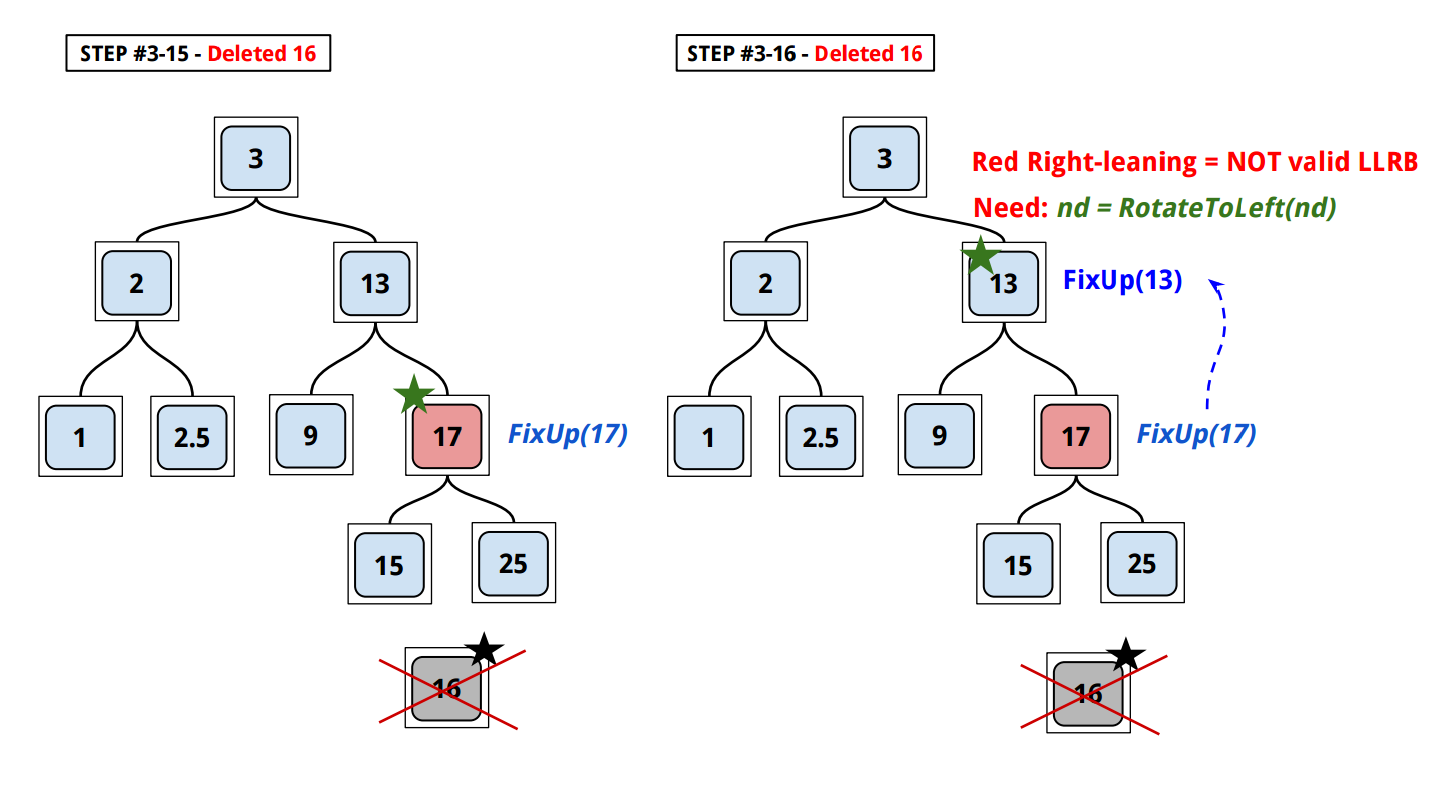 STEP #3-15 - Deleted 16
3
2
13
1
2.5
9
17
FixUp(17)
15
25
16
STEP #3-16 - Deleted 16
3
Red Right-leaning = NOT valid LLRB
Need: nd = RotateToLeft(nd)
2
13
FixUp(13)
1
2.5
9
17
FixUp(17)
15
25
16